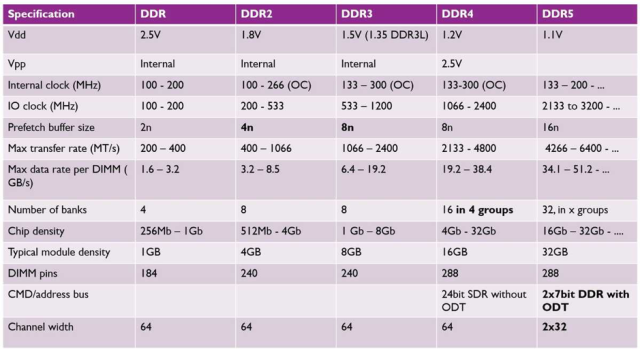 Specification DDR DDR2 DDR3 DDR4 DDR5
Vdd 2.5V 1.8V 1.5V (1.35 DDR3L) 1.2V 1.1V
Vpp Internal Internal Internal 2.5V
Internal clock (MHz) 100 - 200 100 - 266 (OC) 133 – 300 (OC) 133-300 (OC) 133 – 200 - ...
IO clock (MHz) 100 - 200 200 - 533 533 – 1200 1066 - 2400 2133 to 3200 - ...
Prefetch buffer size 2n 4n 8n 8n 16n
Max transfer rate (MT/s) 200 – 400 400 – 1066 1066 – 2400 2133 - 4800 4266 – 6400 - ...
Max data rate per DIMM ( 1.6 – 3.2 3.2 – 8.5 6.4 – 19.2 19.2 – 38.4 34.1 – 51.2 - ...
GB/s)
Number of banks 4 8 8 16 in 4 groups 32, in x groups
Chip density 256Mb – 1Gb 512Mb - 4Gb 1 Gb – 8Gb 4Gb - 32Gb 16Gb – 32Gb - ....
Typical module density 1GB 4GB 8GB 16GB 32GB
DIMM pins 184 240 240 288 288
CMD/address bus 24bit SDR without 2x7bit DDR with
ODT ODT
Channel width 64 64 64 64 2x32